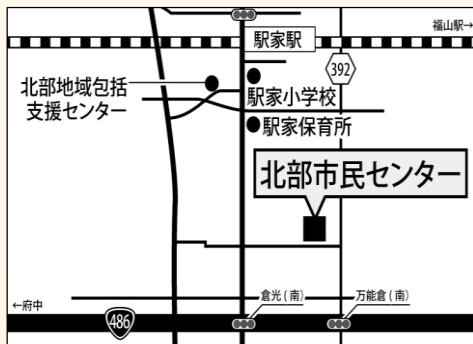 福山駅→
駅家駅
392
北部地域包括
支援センター
駅家小学校
駅家保育所
北部市民センター
←府中
倉光(南)
万能倉(南)
486